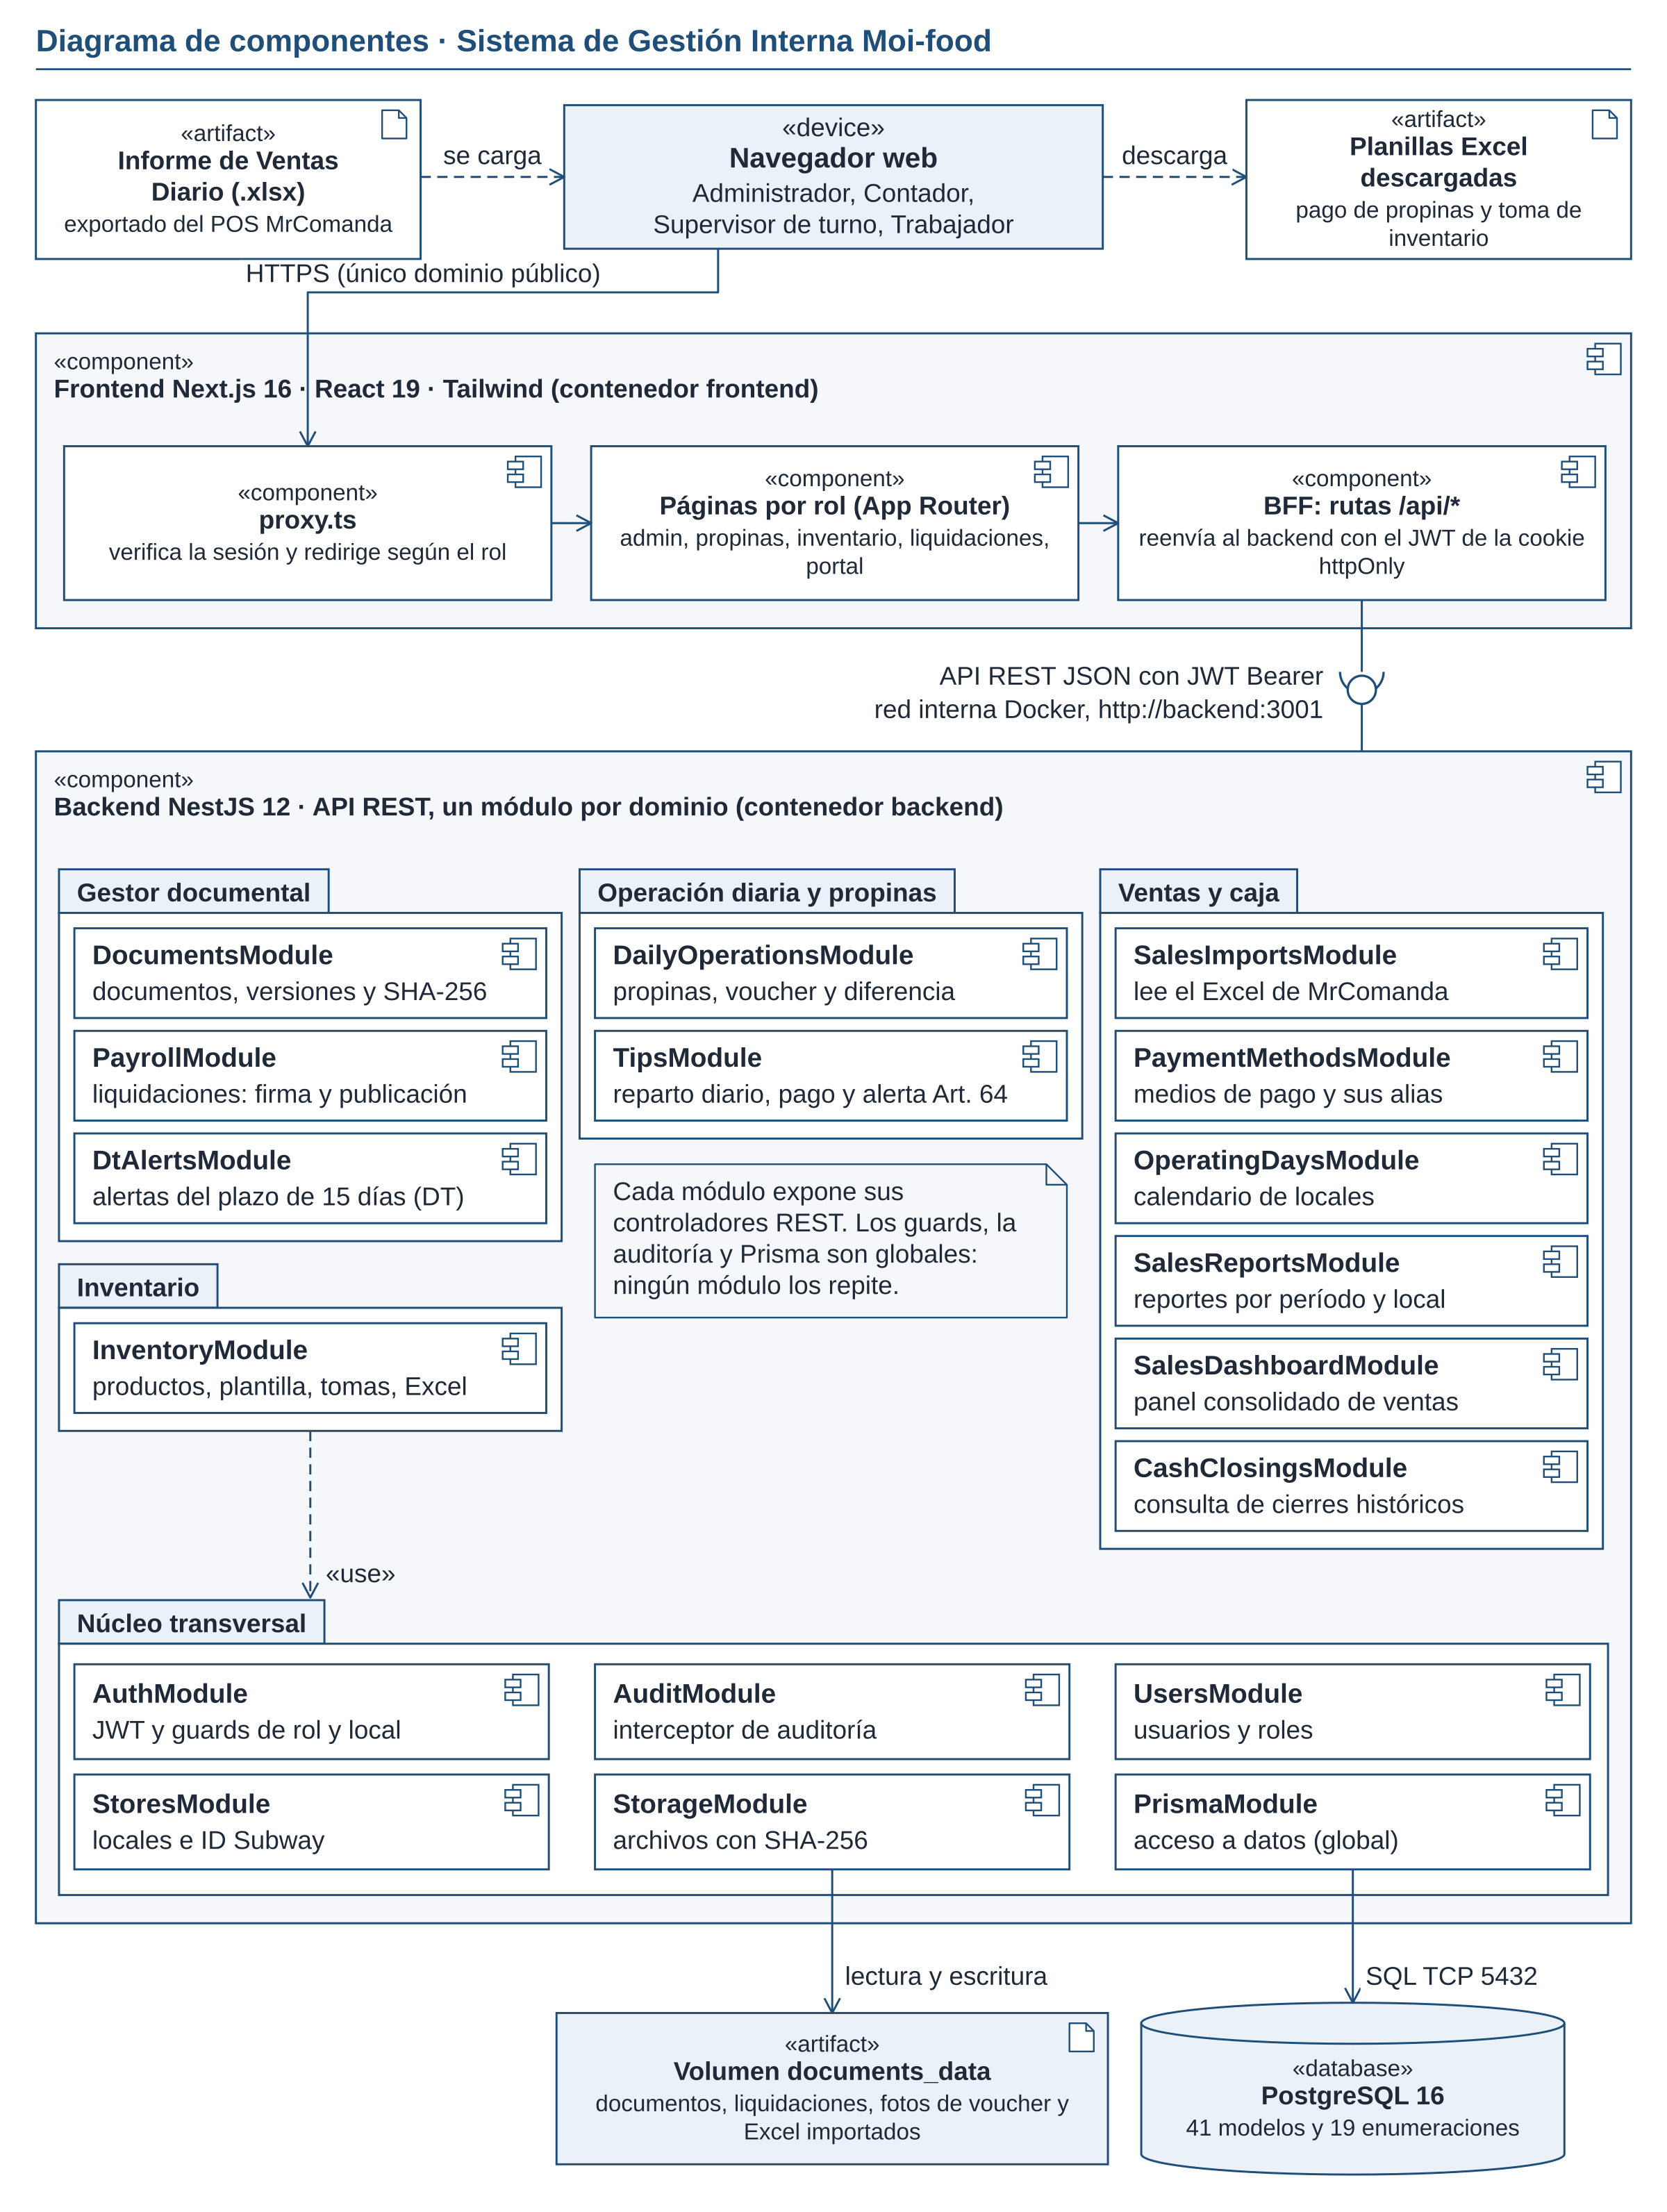 Diagrama de componentes · Sistema de Gestión Interna Moi-food
«artifact»
Informe de Ventas
Diario (.xlsx)
exportado del POS MrComanda
se carga
«device»
Navegador web
Administrador, Contador,
Supervisor de turno, Trabajador
descarga
«artifact»
Planillas Excel
descargadas
pago de propinas y toma de
inventario
HTTPS (único dominio público)
«component»
Frontend Next.js 16 · React 19 · Tailwind (contenedor frontend)
«component»
proxy.ts
verifica la sesión y redirige según el rol
«component»
Páginas por rol (App Router)
admin, propinas, inventario, liquidaciones,
portal
«component»
BFF: rutas /api/*
reenvía al backend con el JWT de la cookie
httpOnly
API REST JSON con JWT Bearer
red interna Docker, http://backend:3001
«component»
Backend NestJS 12 · API REST, un módulo por dominio (contenedor backend)
Gestor documental
DocumentsModule
documentos, versiones y SHA-256
PayrollModule
liquidaciones: firma y publicación
DtAlertsModule
alertas del plazo de 15 días (DT)
Inventario
InventoryModule
productos, plantilla, tomas, Excel
Operación diaria y propinas
DailyOperationsModule
propinas, voucher y diferencia
TipsModule
reparto diario, pago y alerta Art. 64
Cada módulo expone sus
controladores REST. Los guards, la
auditoría y Prisma son globales:
ningún módulo los repite.
Ventas y caja
SalesImportsModule
lee el Excel de MrComanda
PaymentMethodsModule
medios de pago y sus alias
OperatingDaysModule
calendario de locales
SalesReportsModule
reportes por período y local
SalesDashboardModule
panel consolidado de ventas
CashClosingsModule
consulta de cierres históricos
«use»
Núcleo transversal
AuthModule
JWT y guards de rol y local
AuditModule
interceptor de auditoría
UsersModule
usuarios y roles
StoresModule
locales e ID Subway
StorageModule
archivos con SHA-256
PrismaModule
acceso a datos (global)
lectura y escritura
SQL TCP 5432
«artifact»
Volumen documents_data
documentos, liquidaciones, fotos de voucher y
Excel importados
«database»
PostgreSQL 16
41 modelos y 19 enumeraciones